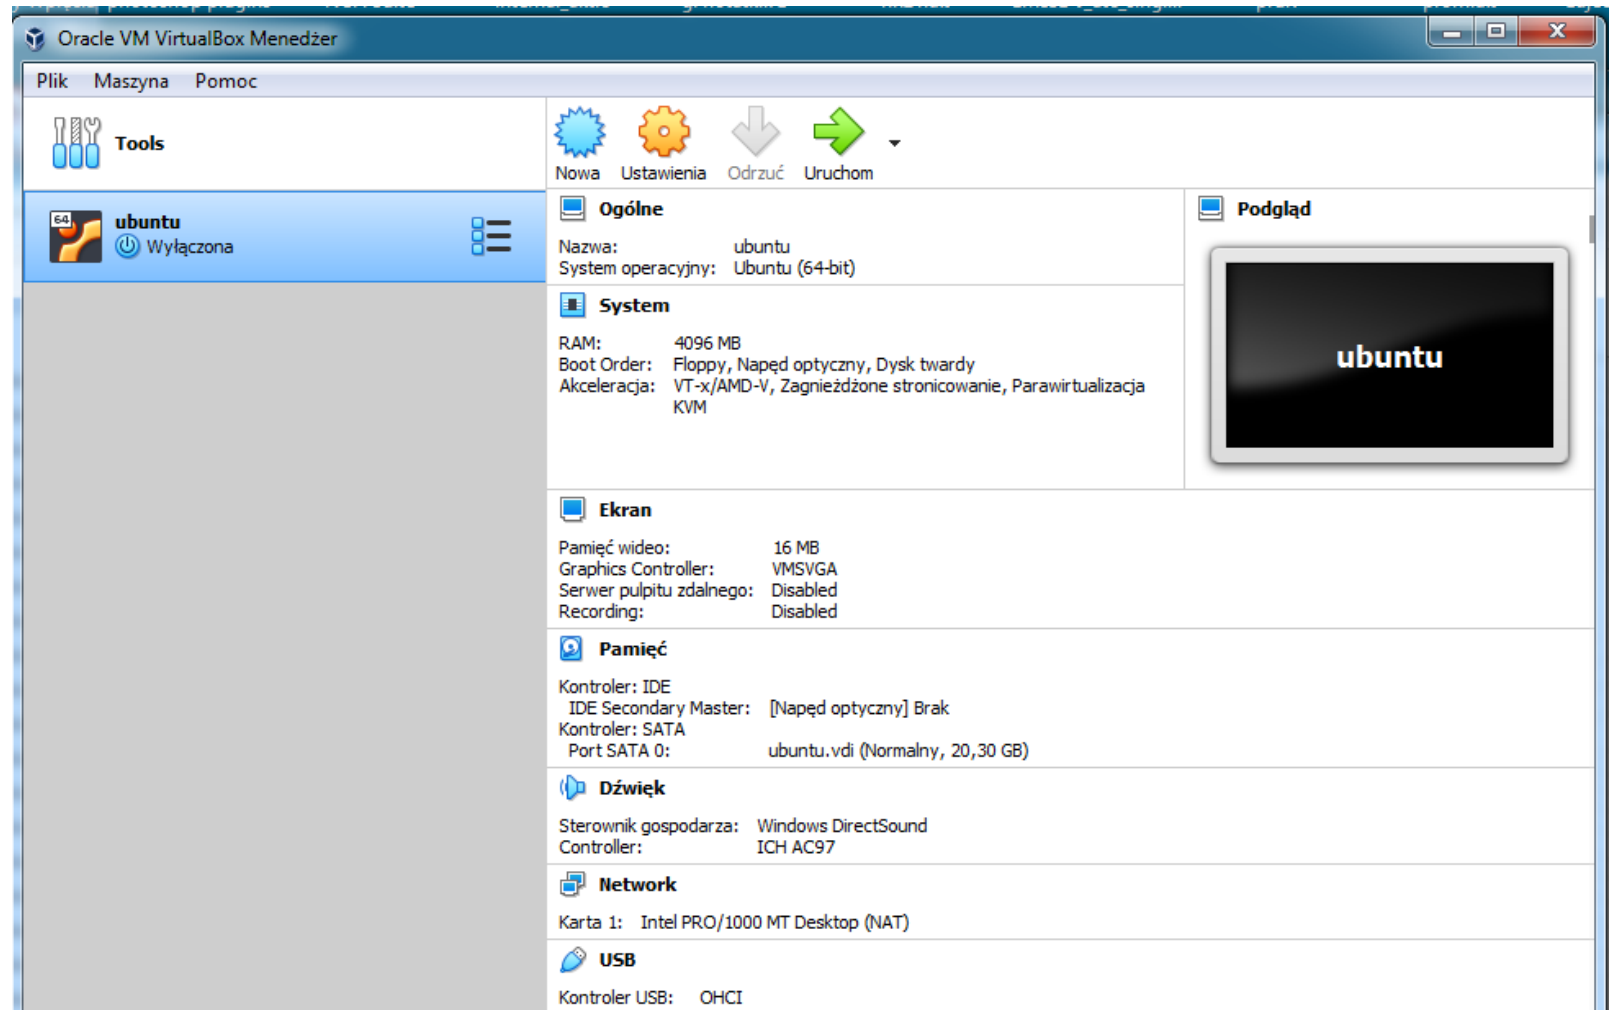 Oracle VM VirtualBox Menedżer
Plik Maszyna Pomoc
Tools
Nowa Ustawienia Odrzuć Uruchom
64
ubuntu
Wyłączona
Ogólne
Nazwa: ubuntu
System operacyjny: Ubuntu (64-bit)
Podgląd
ubuntu
System
RAM: 4096 MB
Boot Order: Floppy, Napęd optyczny, Dysk twardy
Akceleracja: VT-x/AMD-V, Zagnieżdżone stronicowanie, Parawirtualizacja
KVM
Ekran
Pamięć wideo: 16 MB
Graphics Controller: VMSVGA
Serwer pulpitu zdalnego: Disabled
Recording: Disabled
Pamięć
Kontroler: IDE
IDE Secondary Master: [Napęd optyczny] Brak
Kontroler: SATA
Port SATA 0: ubuntu.vdi (Normalny, 20,30 GB)
Dźwięk
Sterownik gospodarza: Windows DirectSound
Controller: ICH AC97
Network
Karta 1: Intel PRO/1000 MT Desktop (NAT)
USB
Kontroler USB: OHCI